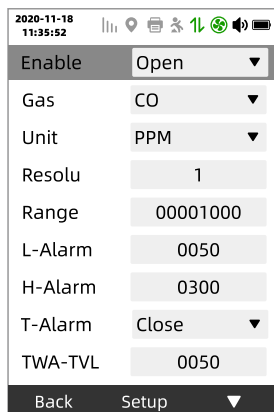 2020-11-18
11:35:52
Enable Open
Gas CO
Unit PPM
Resolu 1
Range 00001000
L-Alarm 0050
H-Alarm 0300
T-Alarm Close
TWA-TVL 0050
Back Setup